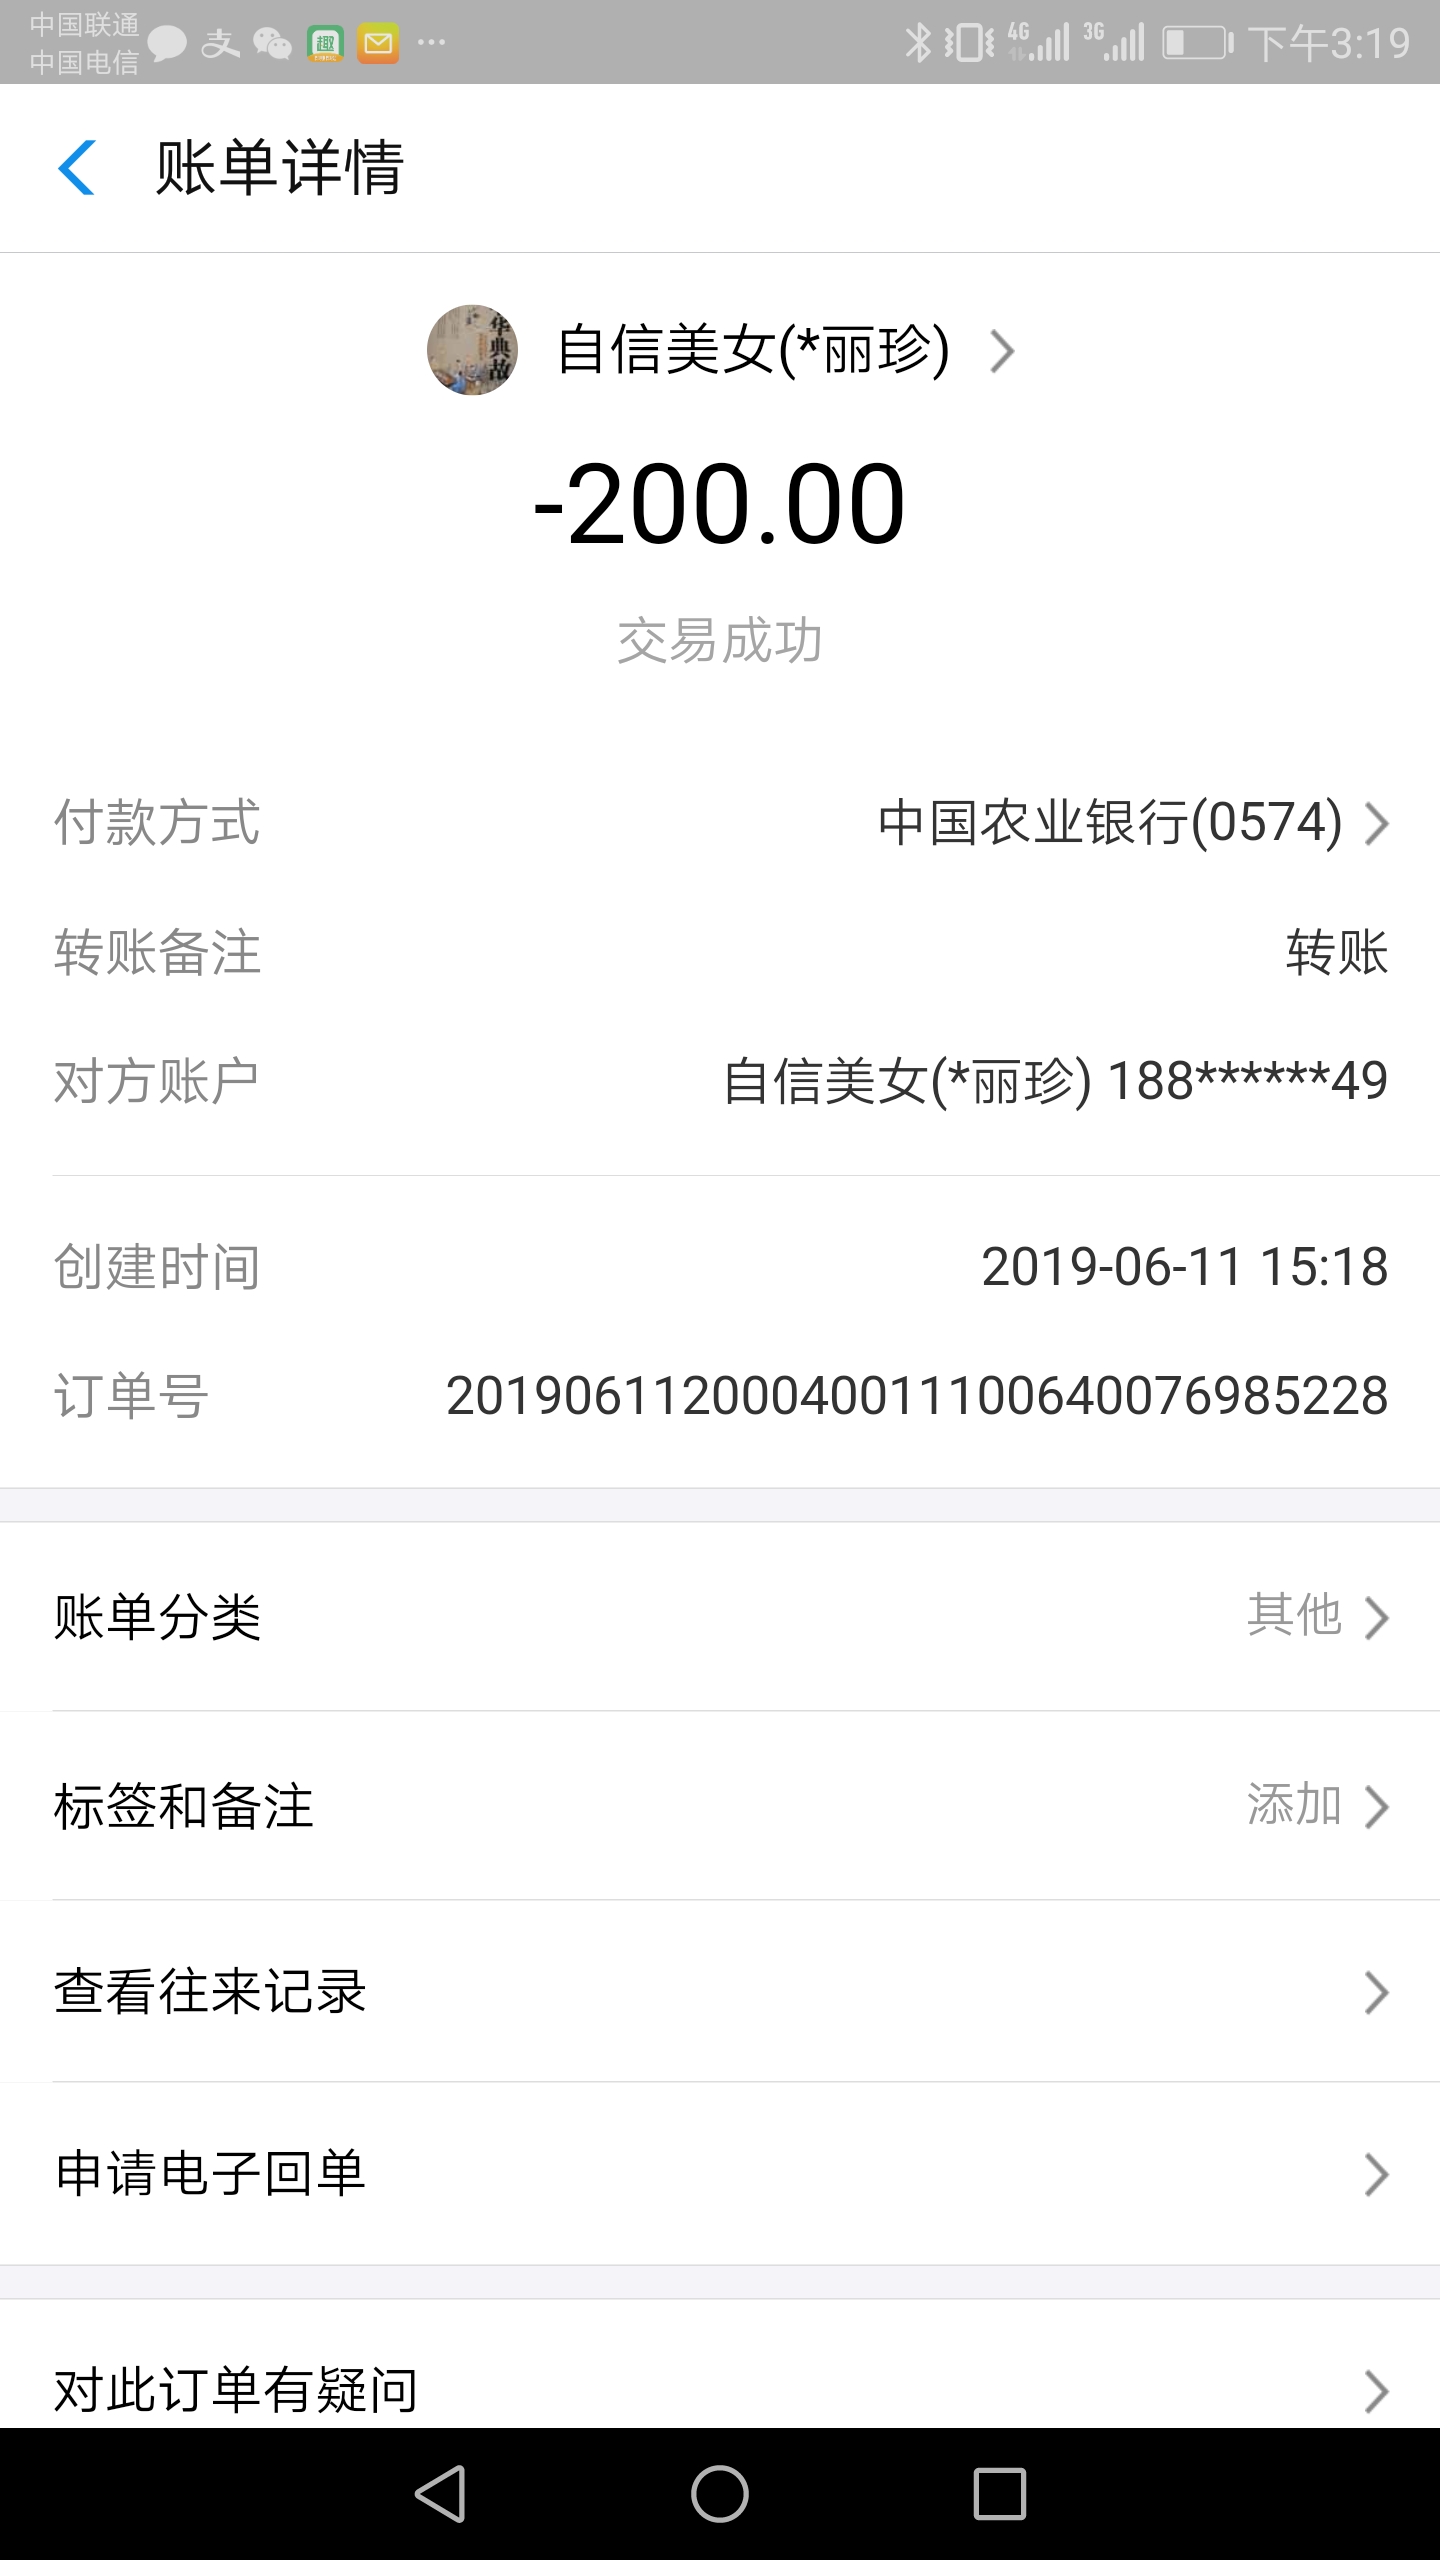 中国联通
中国电信
4G 3G 下午3:19
账单详情
自信美女(*丽珍)
-200.00
交易成功
付款方式 中国农业银行(0574)
转账备注 转账
对方账户 自信美女(*丽珍) 188******49
创建时间 2019-06-11 15:18
订单号 20190611200040011100640076985228
账单分类 其他
标签和备注 添加
查看往来记录
申请电子回单
对此订单有疑问